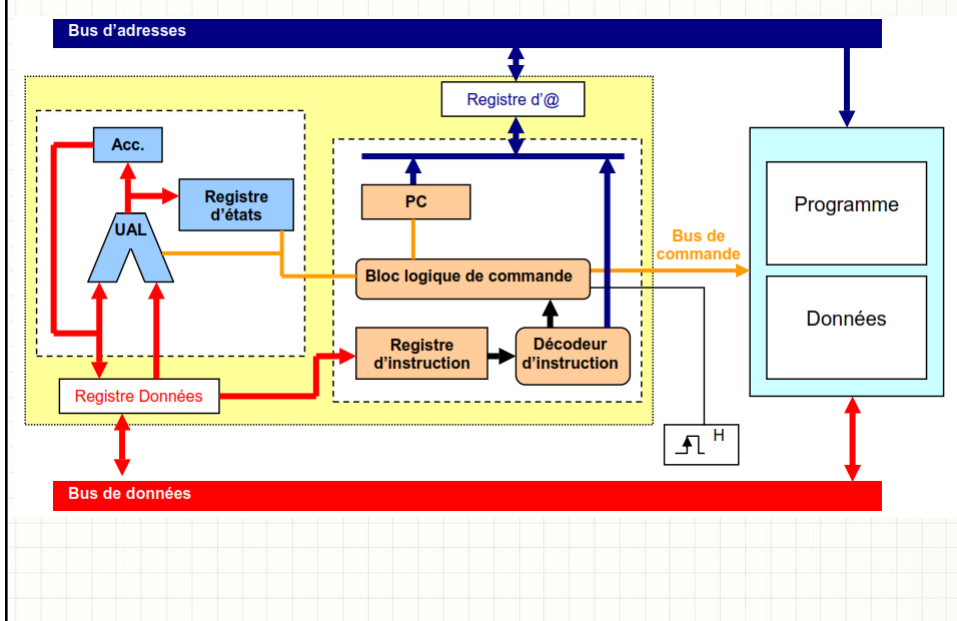 Bus d'adresses
Registre d'@
Acc.
Registre
d'états
UAL
PC
Bloc logique de commande
Registre
d'instruction
Décodeur
d'instruction
Registre Données
Bus de
commande
Programme
Données
H
Bus de données